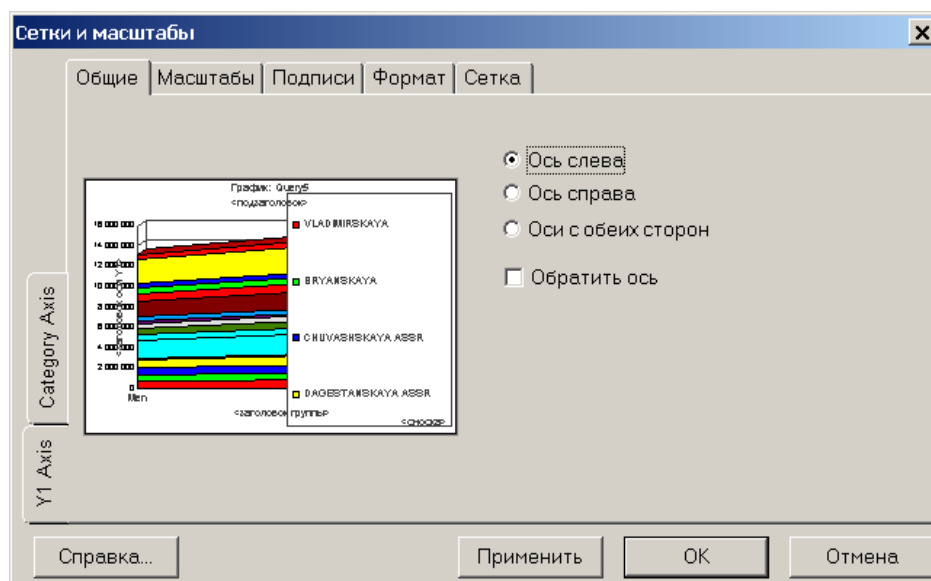 Сетки и масштабы
Общие
Масштабы
Подписи
Формат
Сетка
Category Axis
Y1 Axis
График: Query5
<подзаголовок>
16 000 000
14 000 000
12 000 000
10 000 000
8 000 000
6 000 000
4 000 000
2 000 000
0
Men
VLADIMIRSKAYA
BRYANSKAYA
CHUVASHSKAYA ASSR
DAGESTANSKAYA ASSR
<заголовок группы>
<сноска>
Ось слева
Ось справа
Оси с обеих сторон
Обратить ось
Справка...
Применить
OK
Отмена